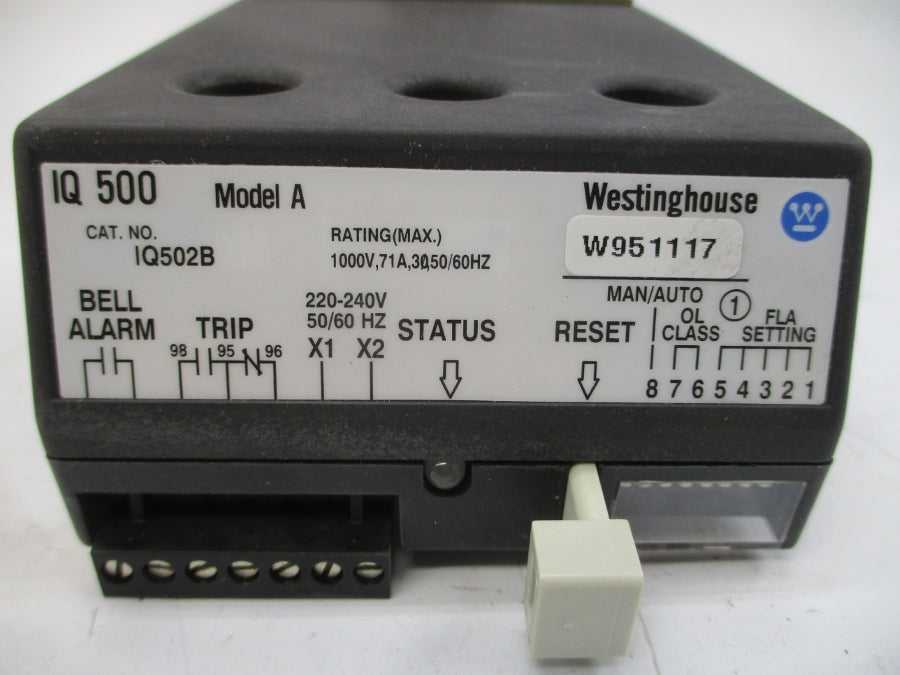 IQ 500 Model A Westinghouse
W
CAT. NO.
IQ502B
RATING(MAX.)
1000V,71A,3Ø,50/60HZ
W951117
BELL
ALARM
98 TRIP 95 96
220-240V
50/60 HZ
X1 X2
STATUS
RESET
MAN/AUTO
OL
CLASS
1
FLA
SETTING
8 7 6 5 4 3 2 1